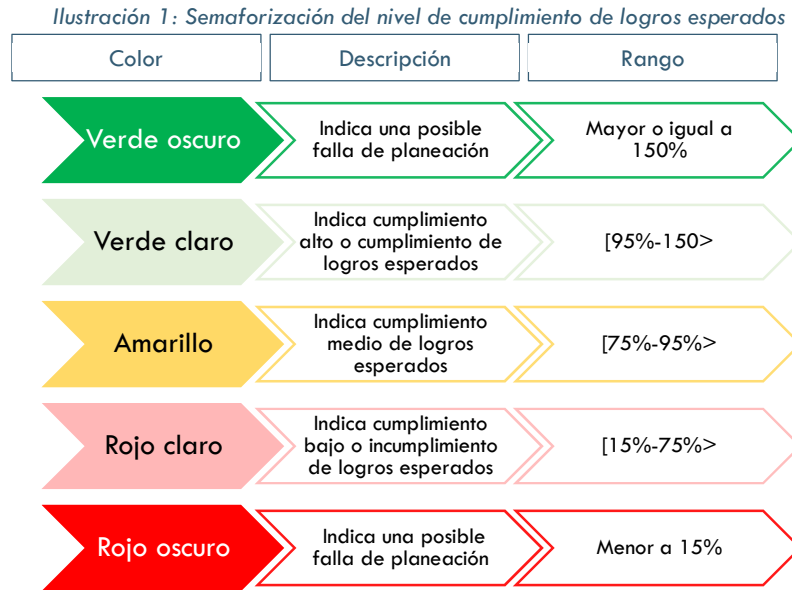 Ilustración 1: Semaforización del nivel de cumplimiento de logros esperados
Color
Descripción
Rango
Verde oscuro
Indica una posible
falla de planeación
Mayor o igual a
150%
Verde claro
Indica cumplimiento
alto o cumplimiento de
logros esperados
[95%-150>
Amarillo
Indica cumplimiento
medio de logros
esperados
[75%-95%>
Rojo claro
Indica cumplimiento
bajo o incumplimiento
de logros esperados
[15%-75%>
Rojo oscuro
Indica una posible
falla de planeación
Menor a 15%